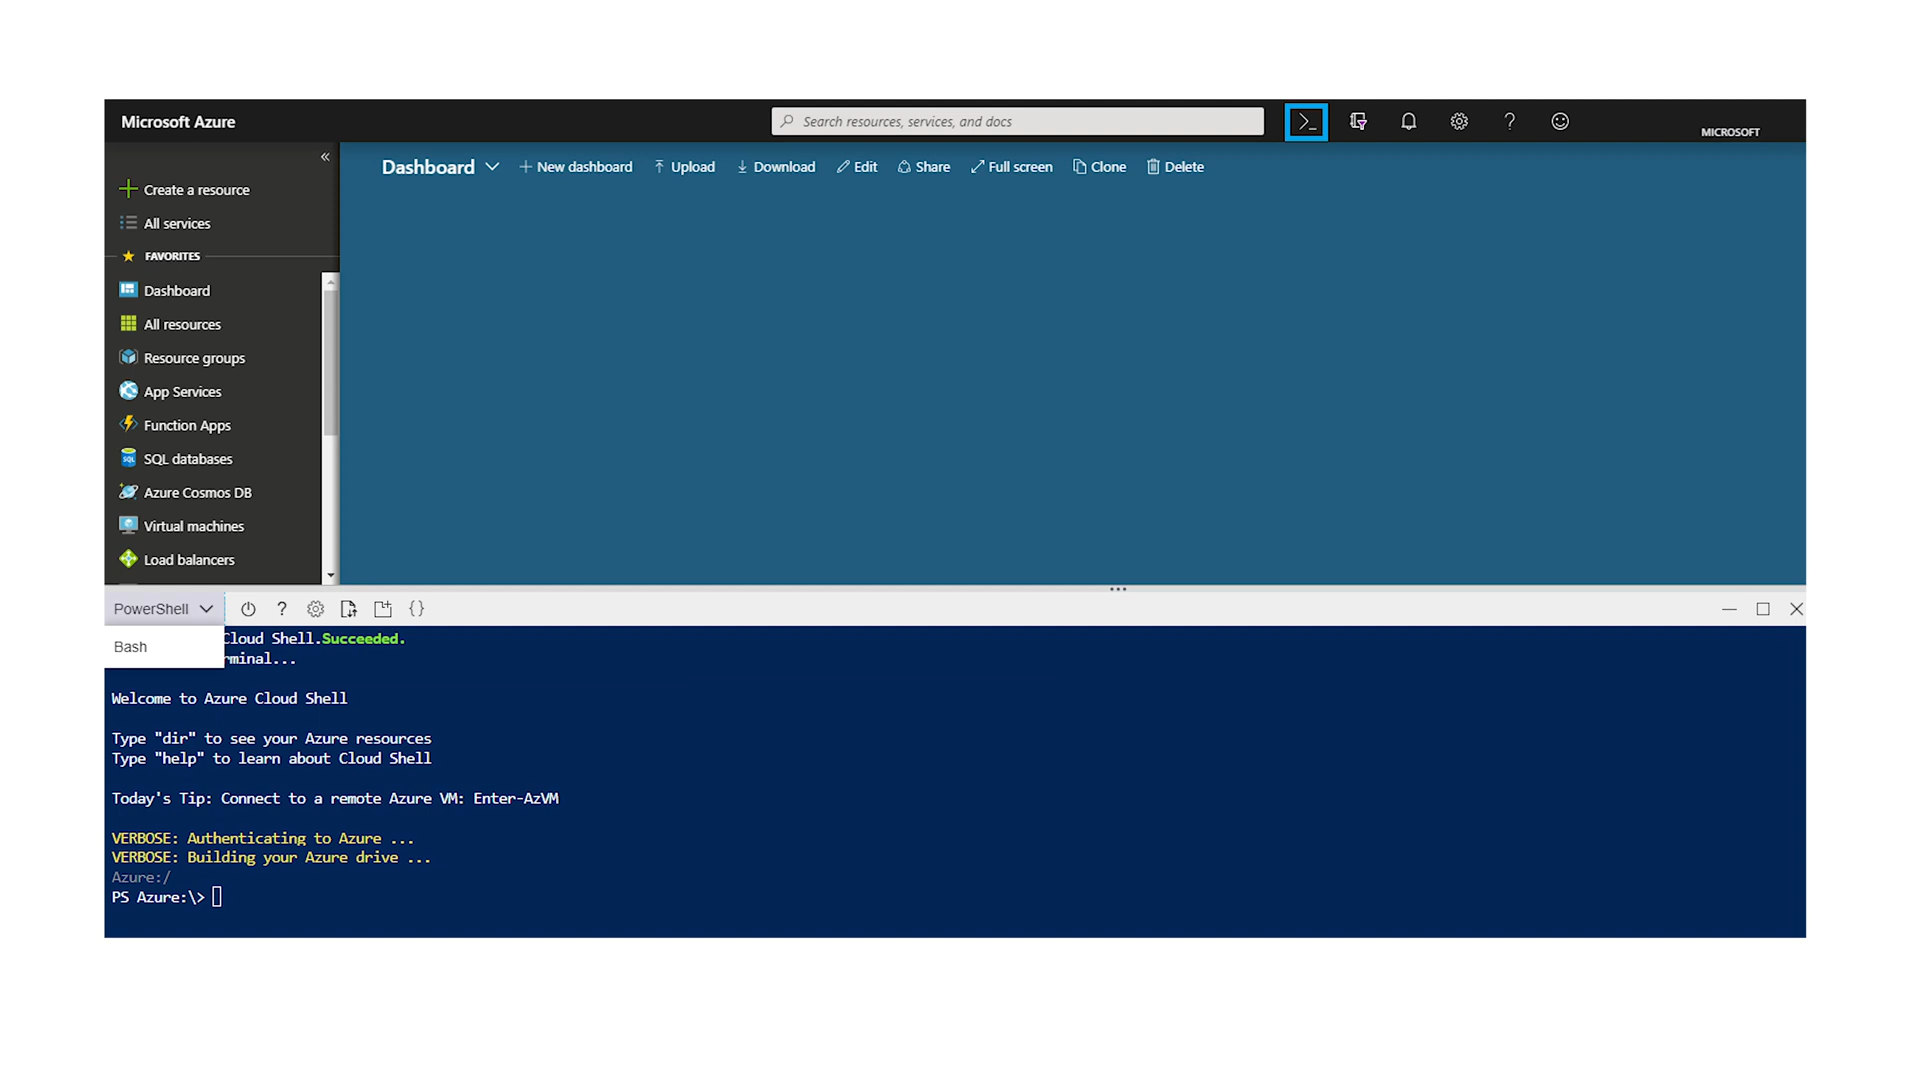 Microsoft Azure
Search resources, services, and docs
>_
?
MICROSOFT
«
Dashboard
+ New dashboard
Upload
Download
Edit
Share
Full screen
Clone
Delete
Create a resource
All services
FAVORITES
Dashboard
All resources
Resource groups
App Services
Function Apps
SQL databases
Azure Cosmos DB
Virtual machines
Load balancers
PowerShell
?
{}
Bash
Cloud Shell.Succeeded.
rminal...
Welcome to Azure Cloud Shell
Type "dir" to see your Azure resources
Type "help" to learn about Cloud Shell
Today's Tip: Connect to a remote Azure VM: Enter-AzVM
VERBOSE: Authenticating to Azure ...
VERBOSE: Building your Azure drive ...
Azure:/
PS Azure:\>